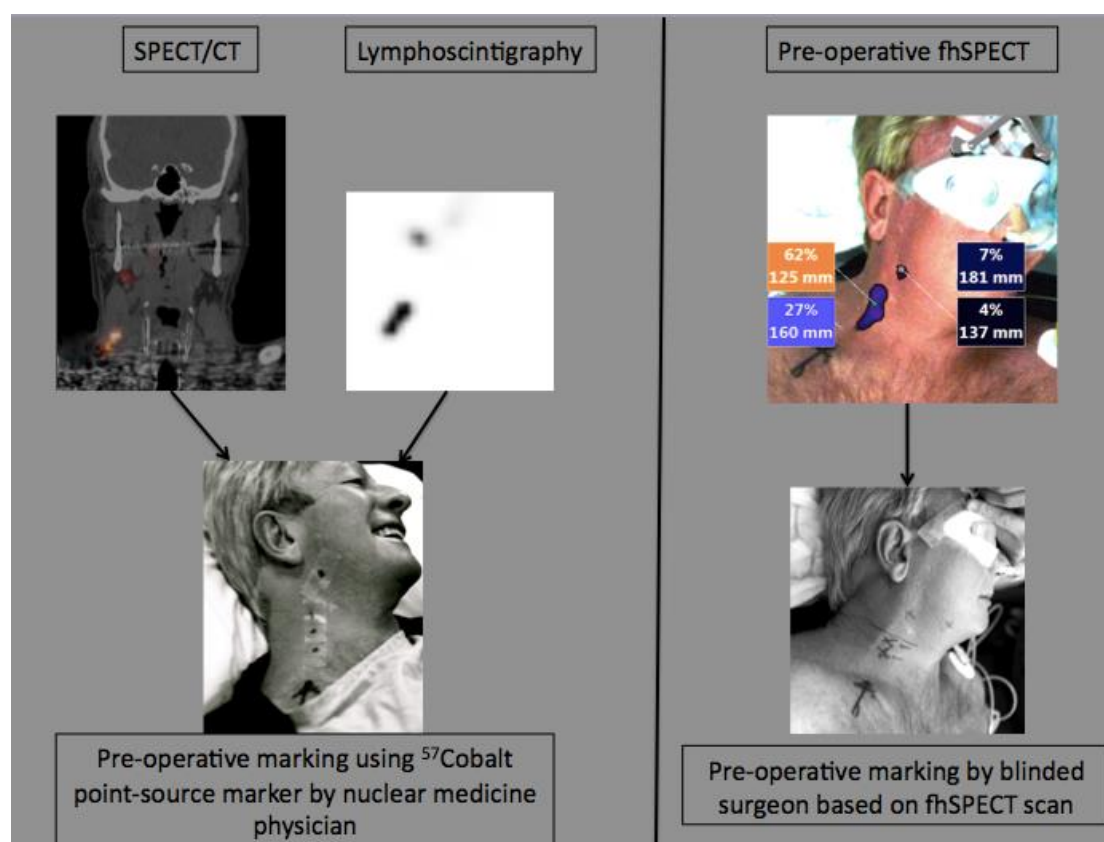 SPECT/CT
Lymphoscintigraphy
Pre-operative fhSPECT
62%
125 mm
27%
160 mm
7%
181 mm
4%
137 mm
Pre-operative marking using ⁵⁷Cobalt
point-source marker by nuclear medicine
physician
Pre-operative marking by blinded
surgeon based on fhSPECT scan